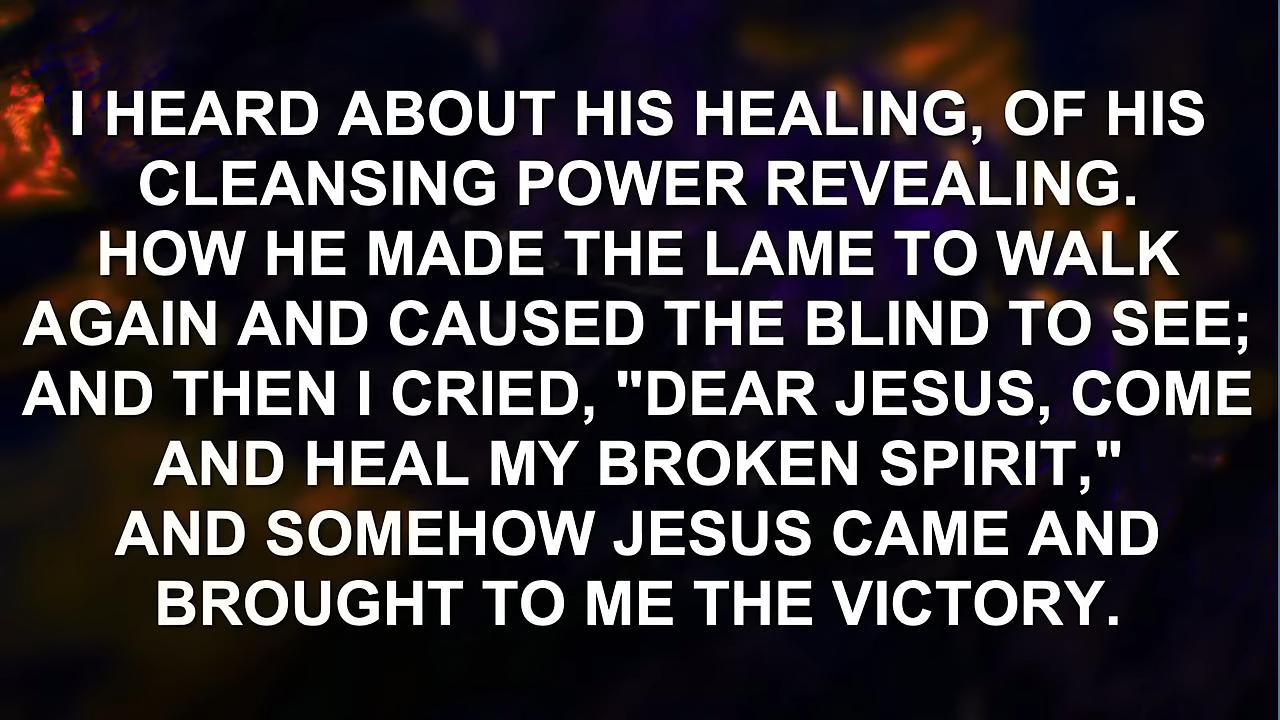 I HEARD ABOUT HIS HEALING, OF HIS
CLEANSING POWER REVEALING.
HOW HE MADE THE LAME TO WALK
AGAIN AND CAUSED THE BLIND TO SEE;
AND THEN I CRIED, "DEAR JESUS, COME
AND HEAL MY BROKEN SPIRIT,"
AND SOMEHOW JESUS CAME AND
BROUGHT TO ME THE VICTORY.